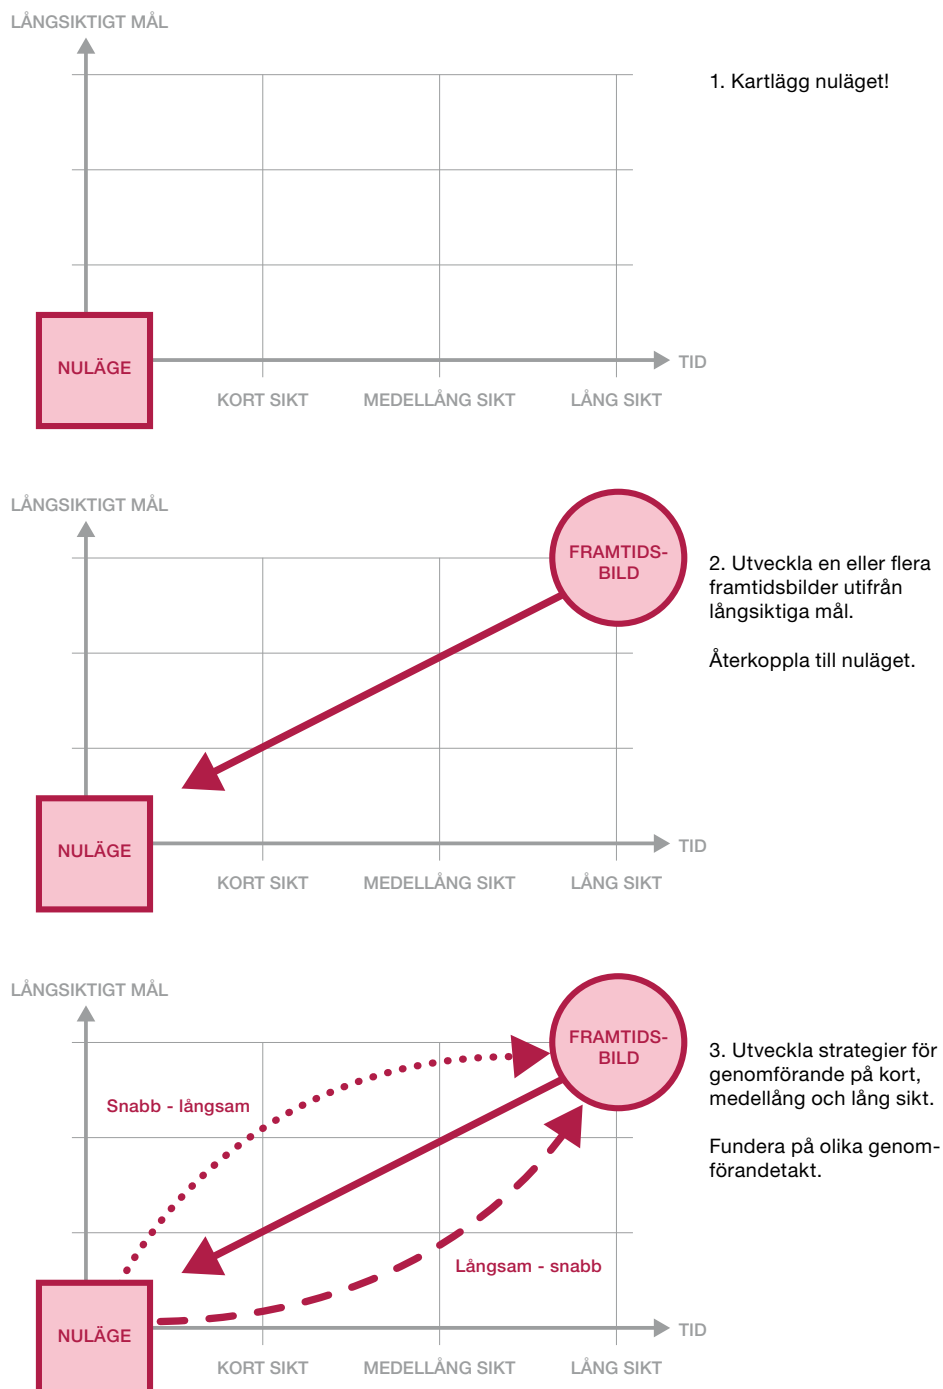 LÅNGSIKTIGT MÅL
1. Kartlägg nuläget!
NULÄGE
TID
KORT SIKT
MEDELLÅNG SIKT
LÅNG SIKT
LÅNGSIKTIGT MÅL
FRAMTIDS-
BILD
2. Utveckla en eller flera
framtidsbilder utifrån
långsiktiga mål.
Återkoppla till nuläget.
NULÄGE
TID
KORT SIKT
MEDELLÅNG SIKT
LÅNG SIKT
LÅNGSIKTIGT MÅL
FRAMTIDS-
BILD
3. Utveckla strategier för
genomförande på kort,
medellång och lång sikt.
Fundera på olika genom-
förandetakt.
Snabb - långsam
Långsam - snabb
NULÄGE
TID
KORT SIKT
MEDELLÅNG SIKT
LÅNG SIKT